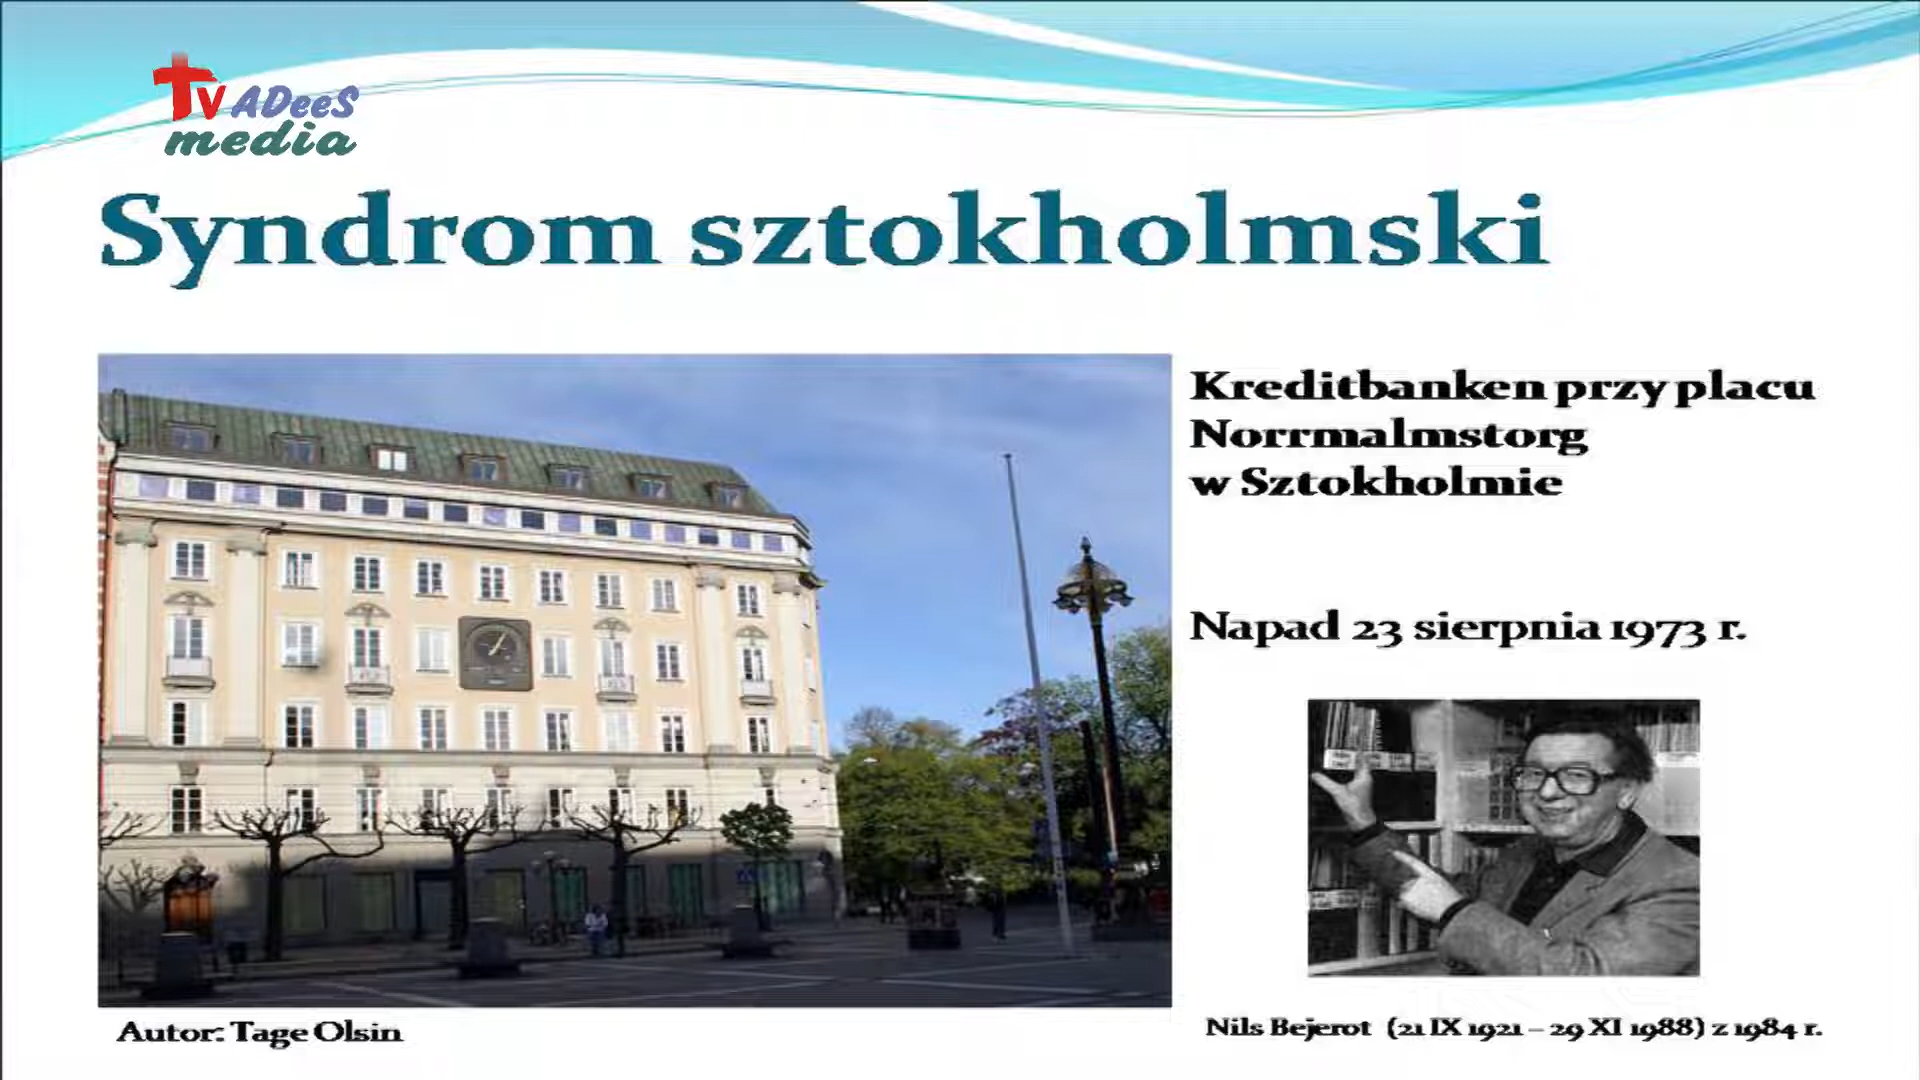 TV ADeeS
media
Syndrom sztokholmski
Kreditbanken przy placu
Norrmalmstorg
w Sztokholmie
Napad 23 sierpnia 1973 r.
Autor: Tage Olsin
Nils Bejerot (21 IX 1921 – 29 XI 1988) z 1984 r.